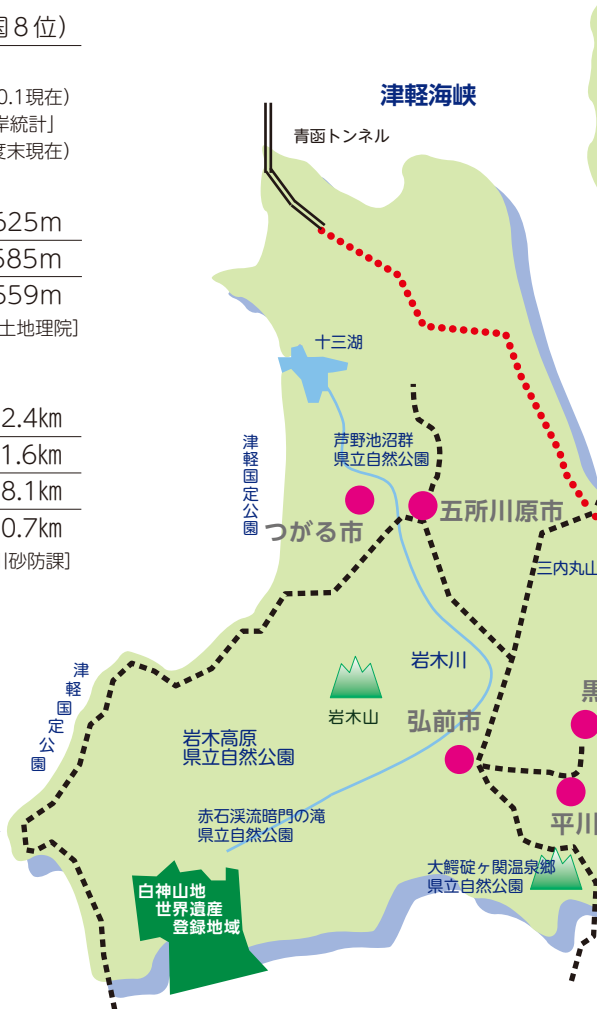 国8位)
0.1現在)
岸統計」
度末現在)
625m
585m
559m
土地理院]
2.4km
1.6km
8.1km
0.7km
川砂防課]
津軽海峡
青函トンネル
十三湖
芦野池沼群
県立自然公園
津軽国定公園
つがる市
五所川原市
三内丸山
岩木川
岩木山
弘前市
黒
津軽国定公園
岩木高原
県立自然公園
赤石渓流暗門の滝
県立自然公園
平川
大鰐碇ヶ関温泉郷
県立自然公園
白神山地
世界遺産
登録地域